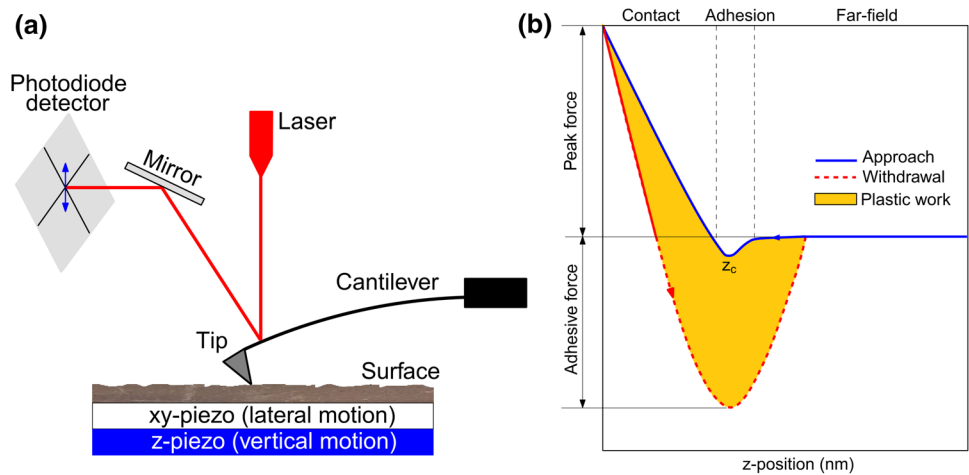 (a)
Photodiode
detector
Mirror
Laser
Cantilever
Tip
Surface
xy-piezo (lateral motion)
z-piezo (vertical motion)
(b)
Contact
Adhesion
Far-field
Peak force
Adhesive force
Approach
Withdrawal
Plastic work
zc
z-position (nm)